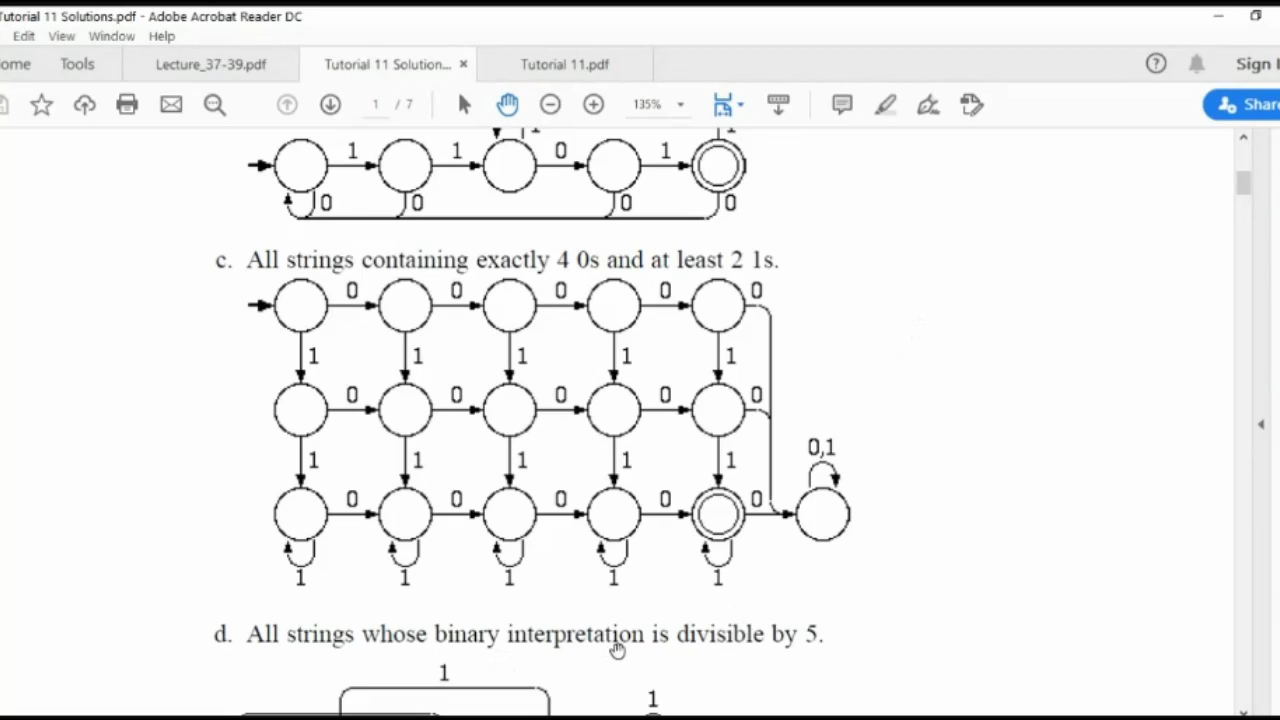 Tutorial 11 Solutions.pdf - Adobe Acrobat Reader DC
Edit View Window Help
ome Tools Lecture_37-39.pdf Tutorial 11 Solution... × Tutorial 11.pdf Sign I
1 / 7 135% Shar
1 1
1 1 0 1
0 0 0 0
c. All strings containing exactly 4 0s and at least 2 1s.
0 0 0 0 0
1 1 1 1 1
0 0 0 0 0
1 1 1 1 1
0,1
0 0 0 0 0
1 1 1 1 1
d. All strings whose binary interpretation is divisible by 5.
1
1